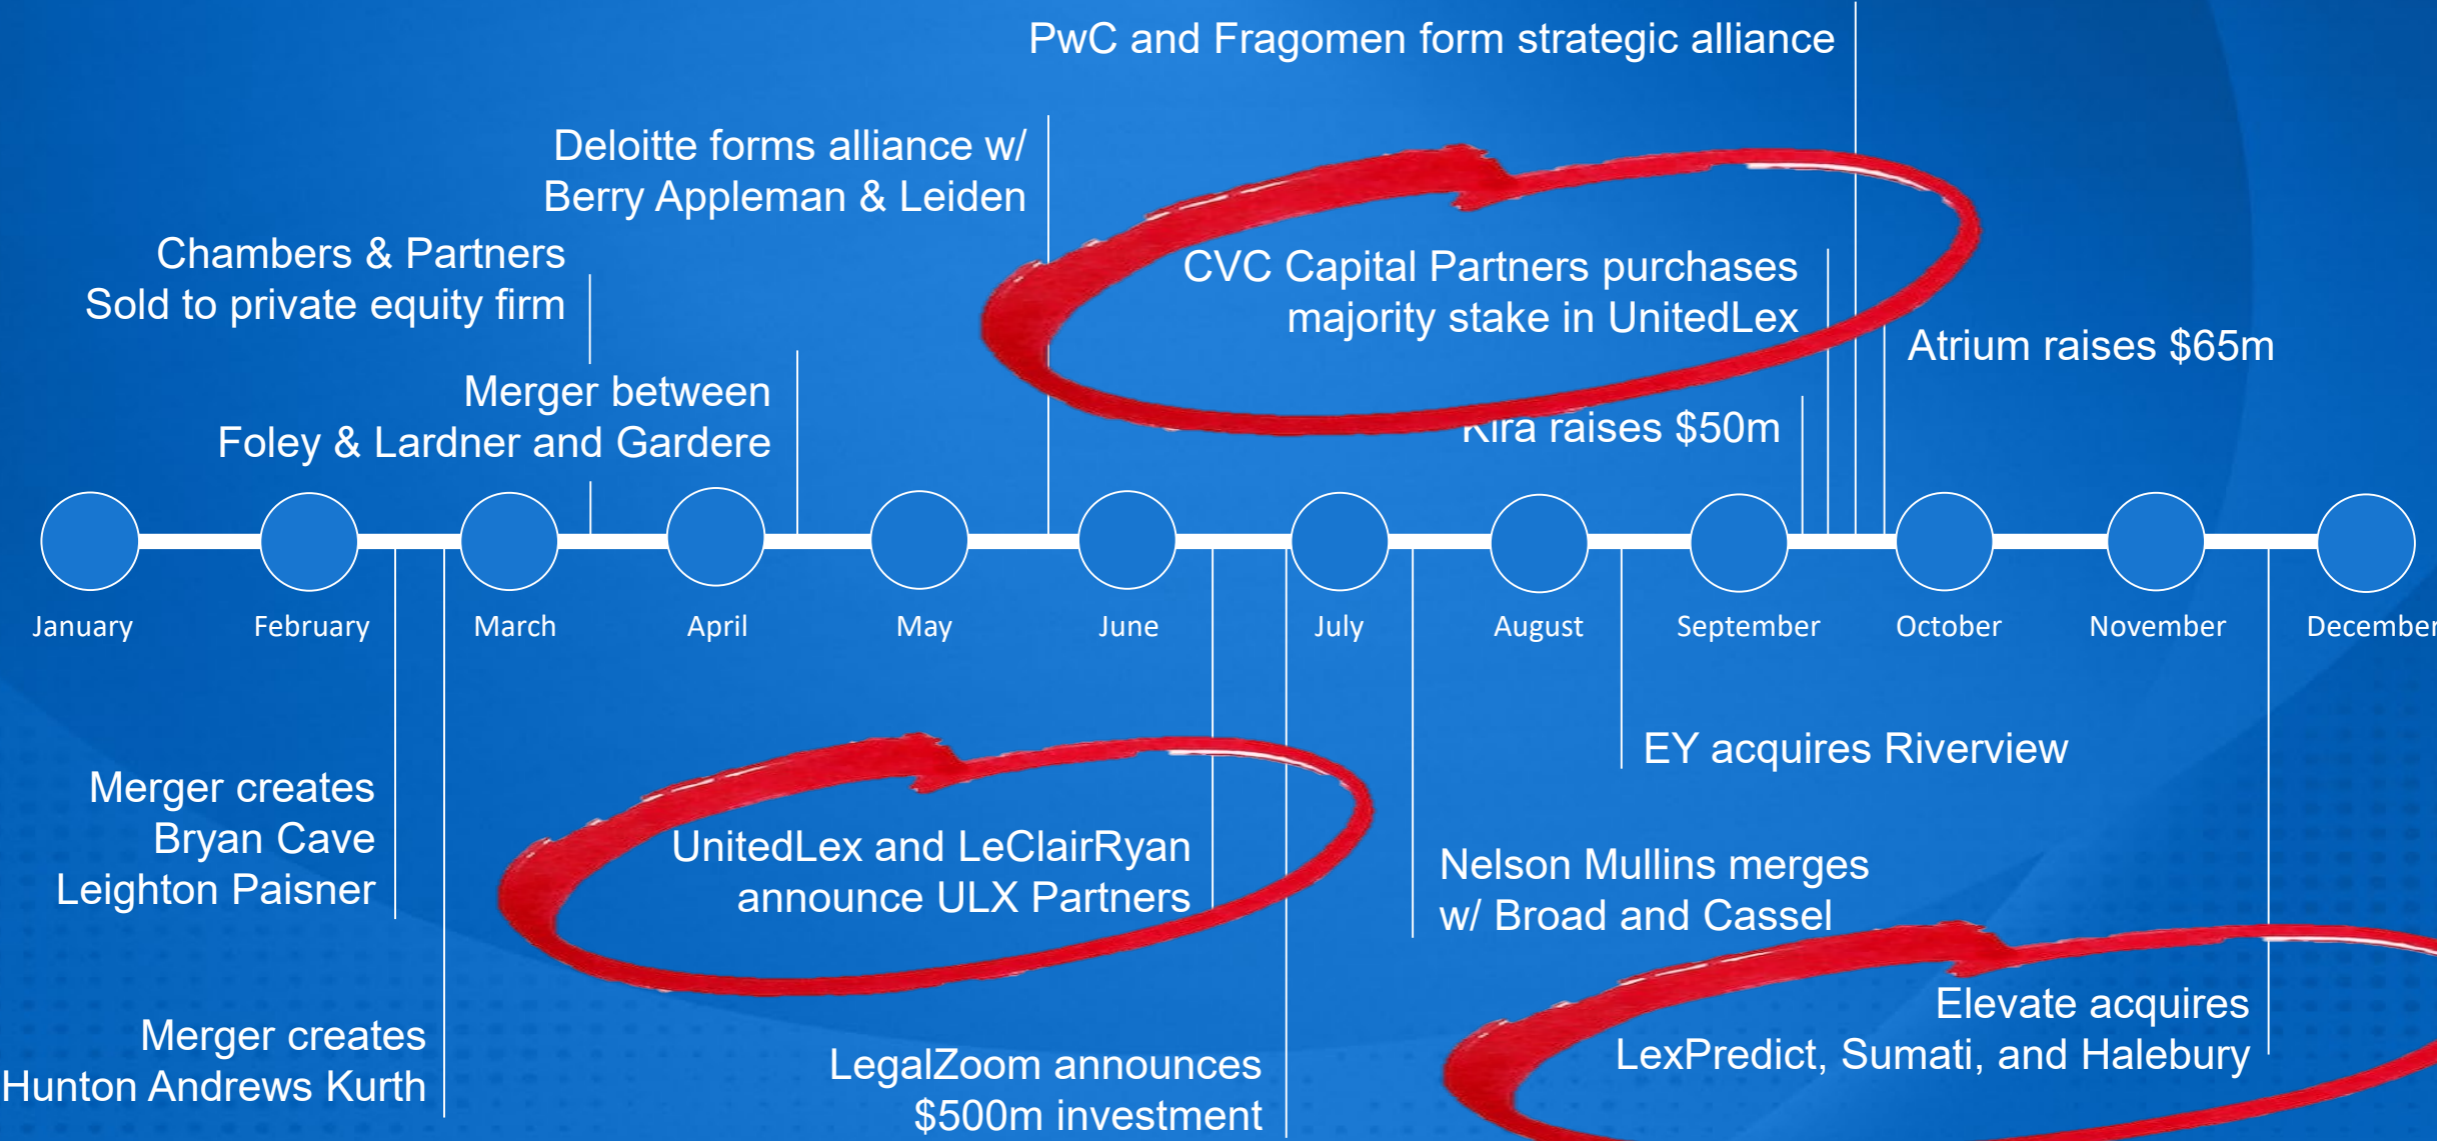 PwC and Fragomen form strategic alliance
Deloitte forms alliance w/
Berry Appleman & Leiden
Chambers & Partners
Sold to private equity firm
CVC Capital Partners purchases
majority stake in UnitedLex
Atrium raises $65m
Merger between
Foley & Lardner and Gardere
Kira raises $50m
January
February
March
April
May
June
July
August
September
October
November
December
EY acquires Riverview
Merger creates
Bryan Cave
Leighton Paisner
UnitedLex and LeClairRyan
announce ULX Partners
Nelson Mullins merges
w/ Broad and Cassel
Elevate acquires
LexPredict, Sumati, and Halebury
Merger creates
Hunton Andrews Kurth
LegalZoom announces
$500m investment